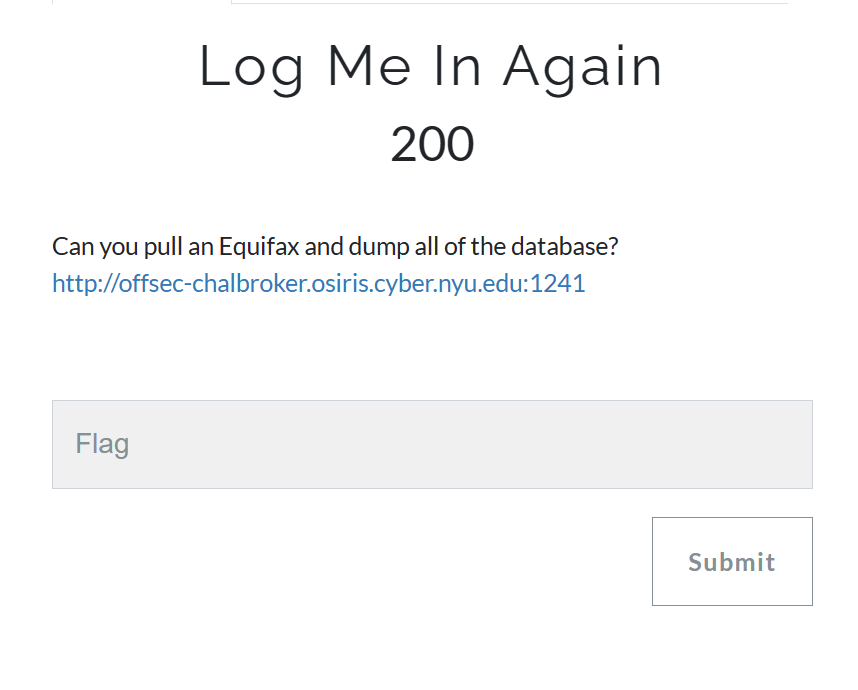 Log Me In Again
200
Can you pull an Equifax and dump all of the database?
http://offsec-chalbroker.osiris.cyber.nyu.edu:1241
Flag
Submit